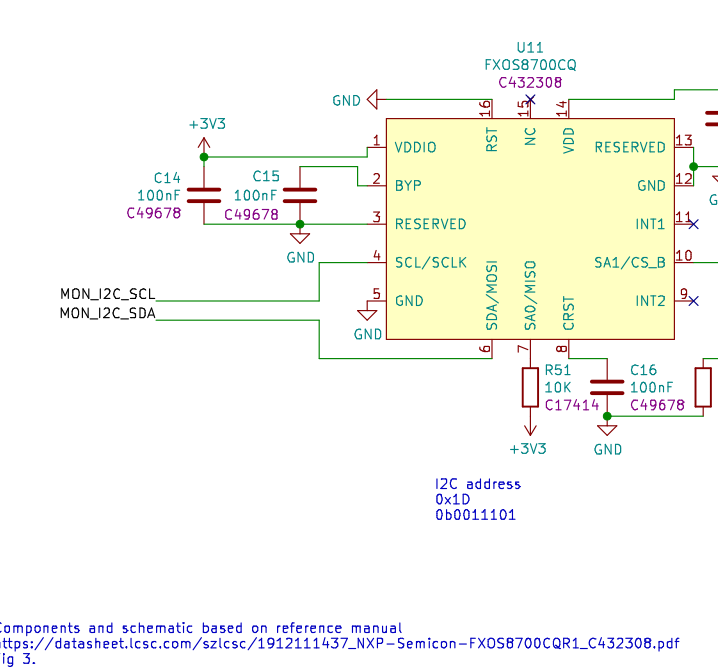 U11
FXOS8700CQ
C432308
GND
16
15
14
+3V3
RST
NC
VDD
1
VDDIO
RESERVED
13
C14
100nF
C49678
C15
100nF
C49678
2
BYP
GND
12
G
3
RESERVED
INT1
11
GND
4
SCL/SCLK
SA1/CS_B
10
MON_I2C_SCL
MON_I2C_SDA
5
GND
SDA/MOSI
SA0/MISO
CRST
INT2
9
GND
6
7
8
R51
10K
C17414
C16
100nF
C49678
+3V3
GND
I2C address
0x1D
0b0011101
Components and schematic based on reference manual
https://datasheet.lcsc.com/szlcsc/1912111437_NXP-Semicon-FXOS8700CQR1_C432308.pdf
ig 3.